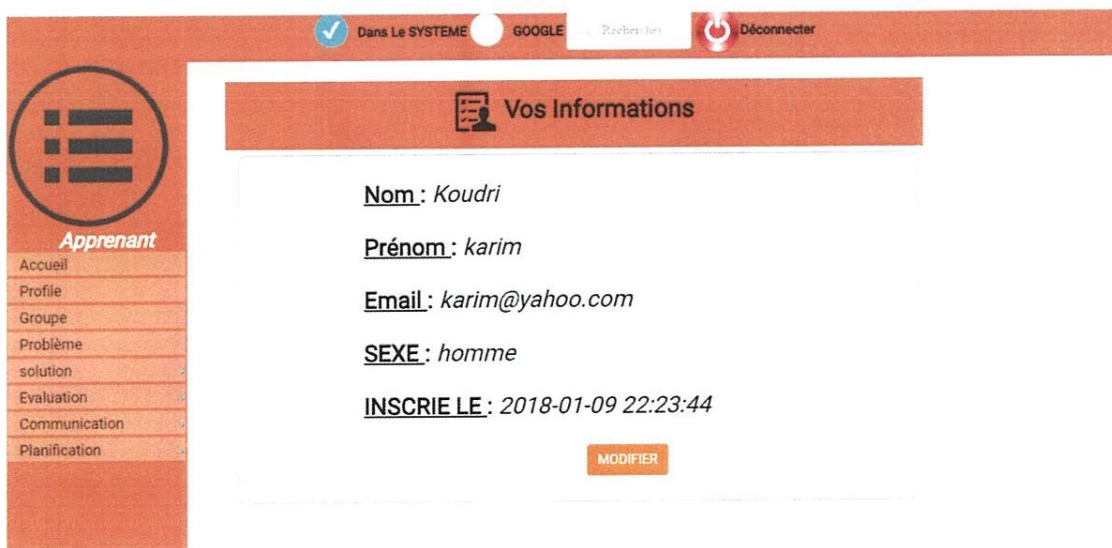 Dans Le SYSTEME GOOGLE Rechercher Déconnecter
Vos Informations
Apprenant
Accueil
Profile
Groupe
Problème
solution
Evaluation
Communication
Planification
Nom : Koudri
Prénom : karim
Email : karim@yahoo.com
SEXE : homme
INSCRIE LE : 2018-01-09 22:23:44
MODIFIER